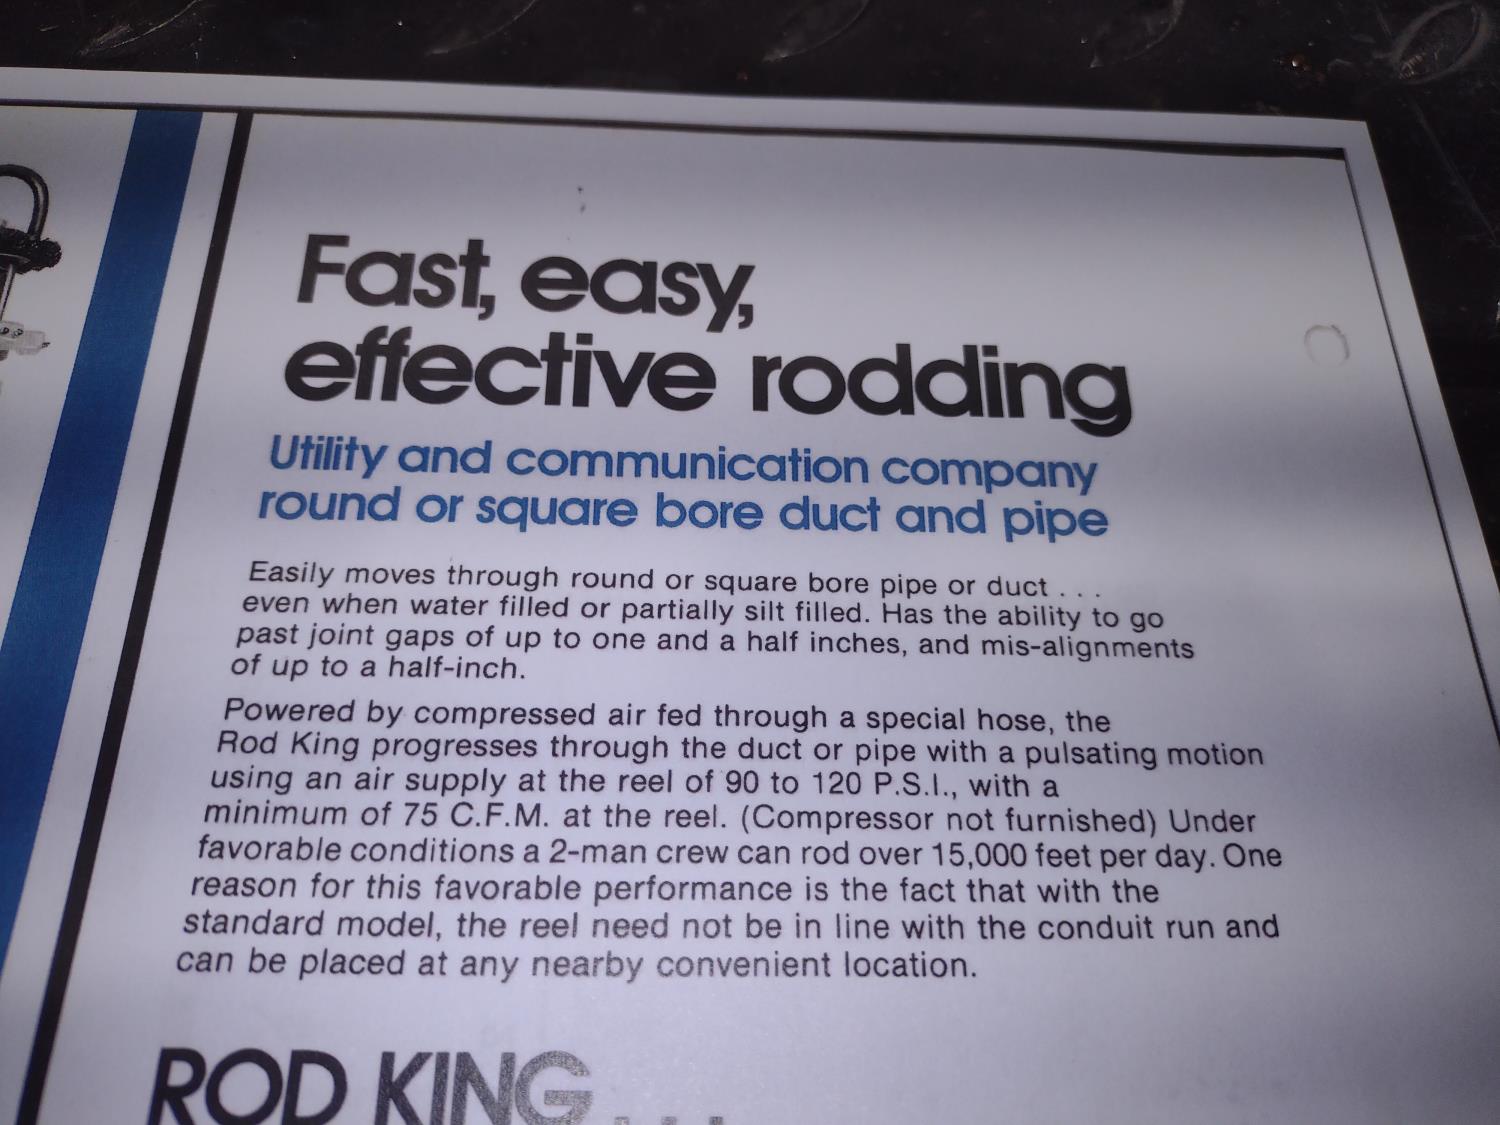 Fast, easy,
effective rodding
Utility and communication company
round or square bore duct and pipe
Easily moves through round or square bore pipe or duct . . .
even when water filled or partially silt filled. Has the ability to go
past joint gaps of up to one and a half inches, and mis-alignments
of up to a half-inch.
Powered by compressed air fed through a special hose, the
Rod King progresses through the duct or pipe with a pulsating motion
using an air supply at the reel of 90 to 120 P.S.I., with a
minimum of 75 C.F.M. at the reel. (Compressor not furnished) Under
favorable conditions a 2-man crew can rod over 15,000 feet per day. One
reason for this favorable performance is the fact that with the
standard model, the reel need not be in line with the conduit run and
can be placed at any nearby convenient location.
ROD KING . . .